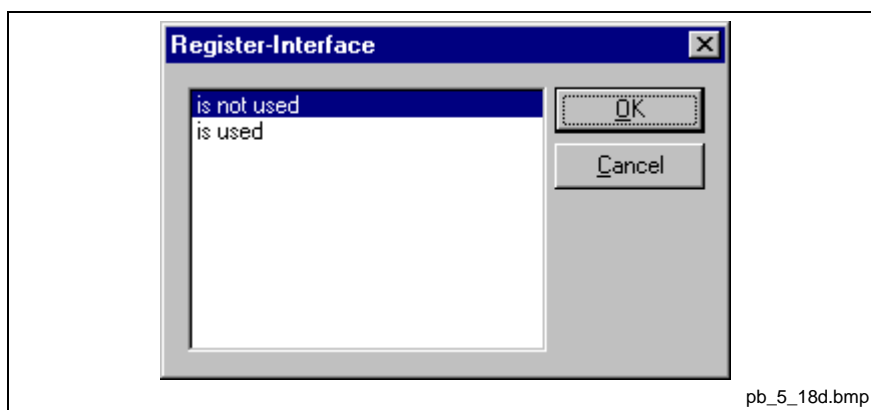 Register-Interface
is not used
is used
OK
Cancel
pb_5_18d.bmp